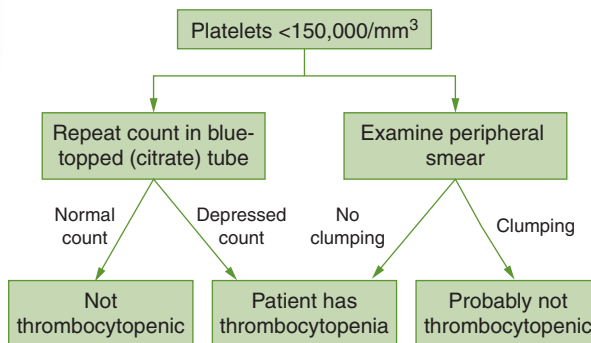 Platelets <150,000/mm³
Repeat count in blue-
topped (citrate) tube
Examine peripheral
smear
Normal
count
Depressed
count
No
clumping
Clumping
Not
thrombocytopenic
Patient has
thrombocytopenia
Probably not
thrombocytopenic